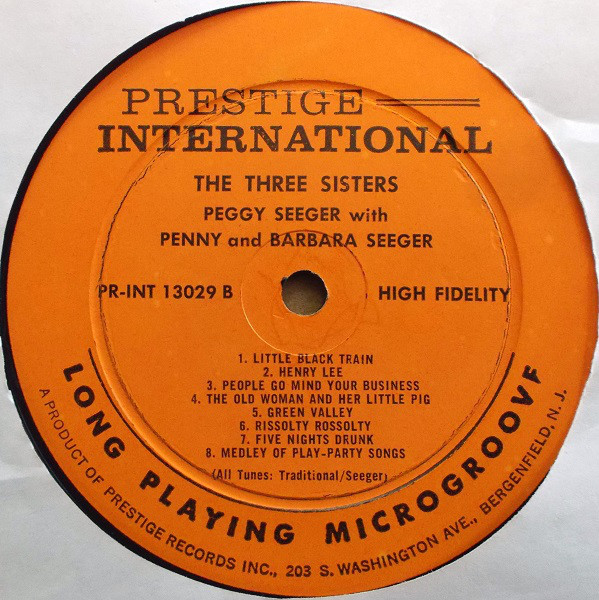 PRESTIGE
INTERNATIONAL
THE THREE SISTERS
PEGGY SEEGER with
PENNY and BARBARA SEEGER
PR-INT 13029 B
HIGH FIDELITY
1. LITTLE BLACK TRAIN
2. HENRY LEE
3. PEOPLE GO MIND YOUR BUSINESS
4. THE OLD WOMAN AND HER LITTLE PIG
5. GREEN VALLEY
6. RISSOLTY ROSSOLTY
7. FIVE NIGHTS DRUNK
8. MEDLEY OF PLAY-PARTY SONGS
(All Tunes: Traditional/Seeger)
LONG PLAYING MICROGROOVE
A PRODUCT OF PRESTIGE RECORDS INC., 203 S. WASHINGTON AVE., BERGENFIELD, N. J.